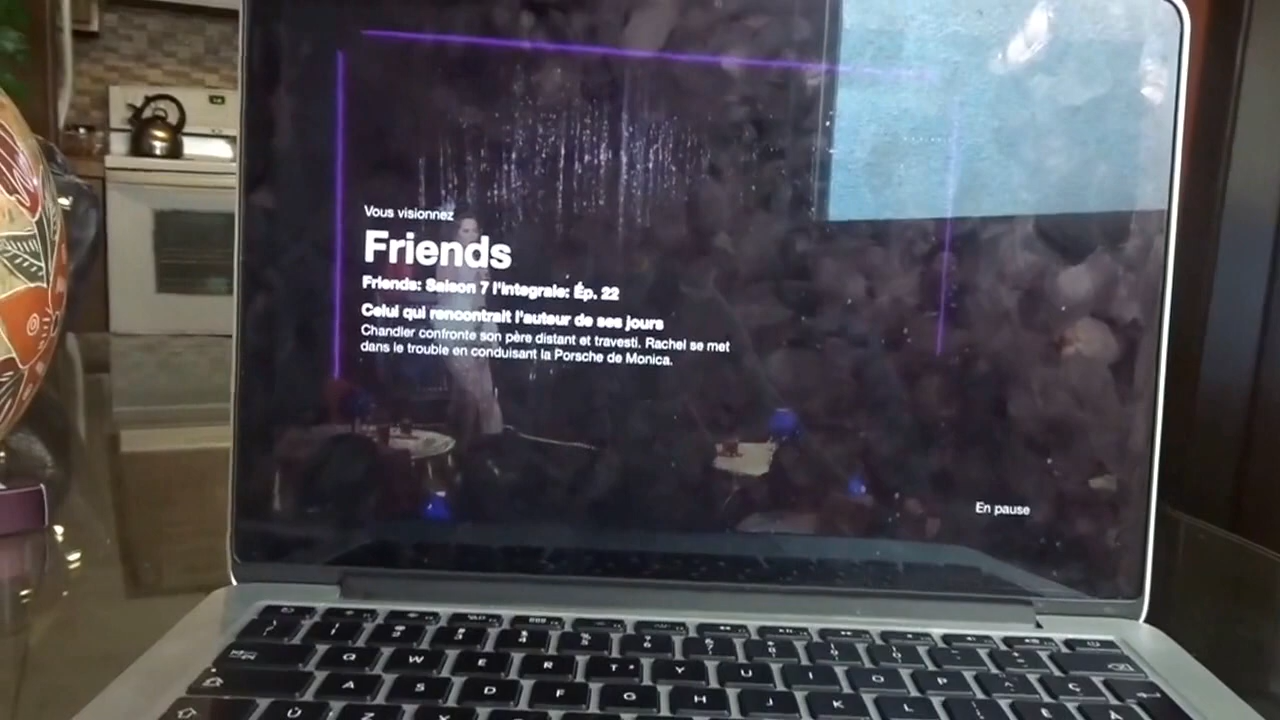 Vous visionnez
Friends
Friends: Saison 7 l'integrale: Ép. 22
Celui qui rencontrait l'auteur de ses jours
Chandler confronte son père distant et travesti. Rachel se met
dans le trouble en conduisant la Porsche de Monica.
En pause
Q W E R T Y U I O P
A S D F G H J K L